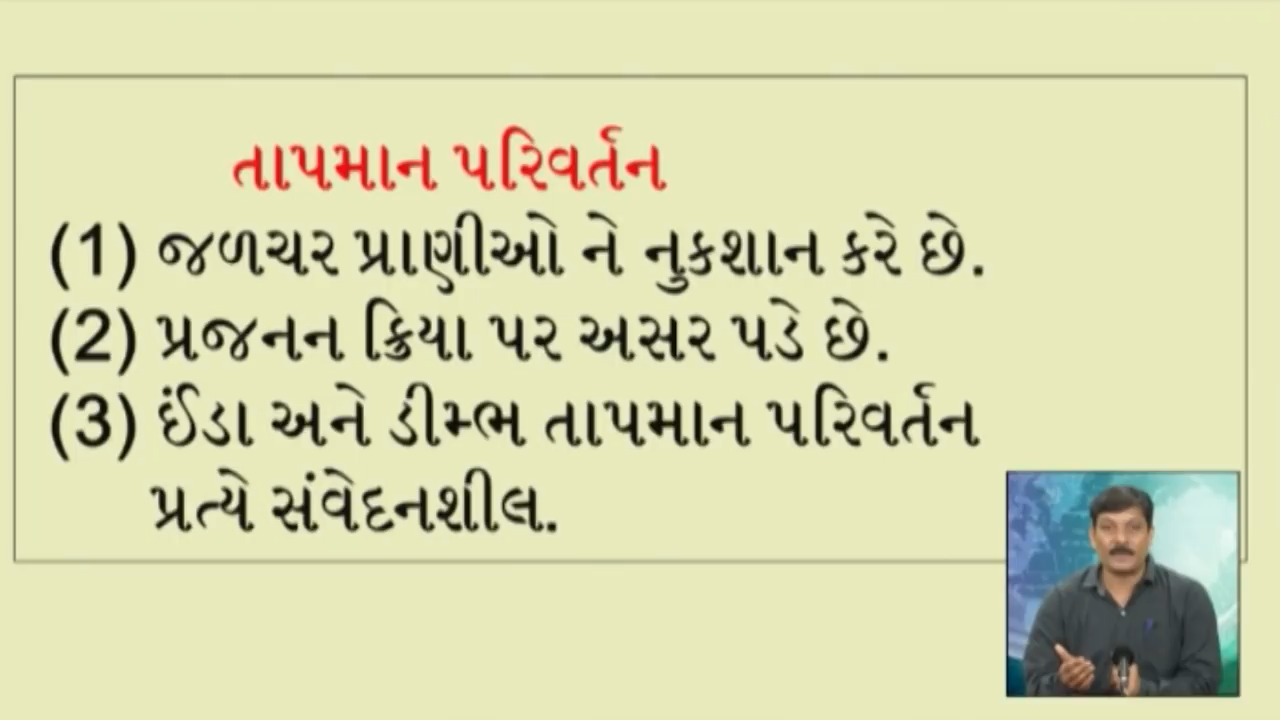 તાપમાન પરિવર્તન
(1) જળચર પ્રાણીઓ ને નુકશાન કરે છે.
(2) પ્રજનન ક્રિયા પર અસર પડે છે.
(3) ઈંડા અને ડીમ્ભ તાપમાન પરિવર્તન
પ્રત્યે સંવેદનશીલ.